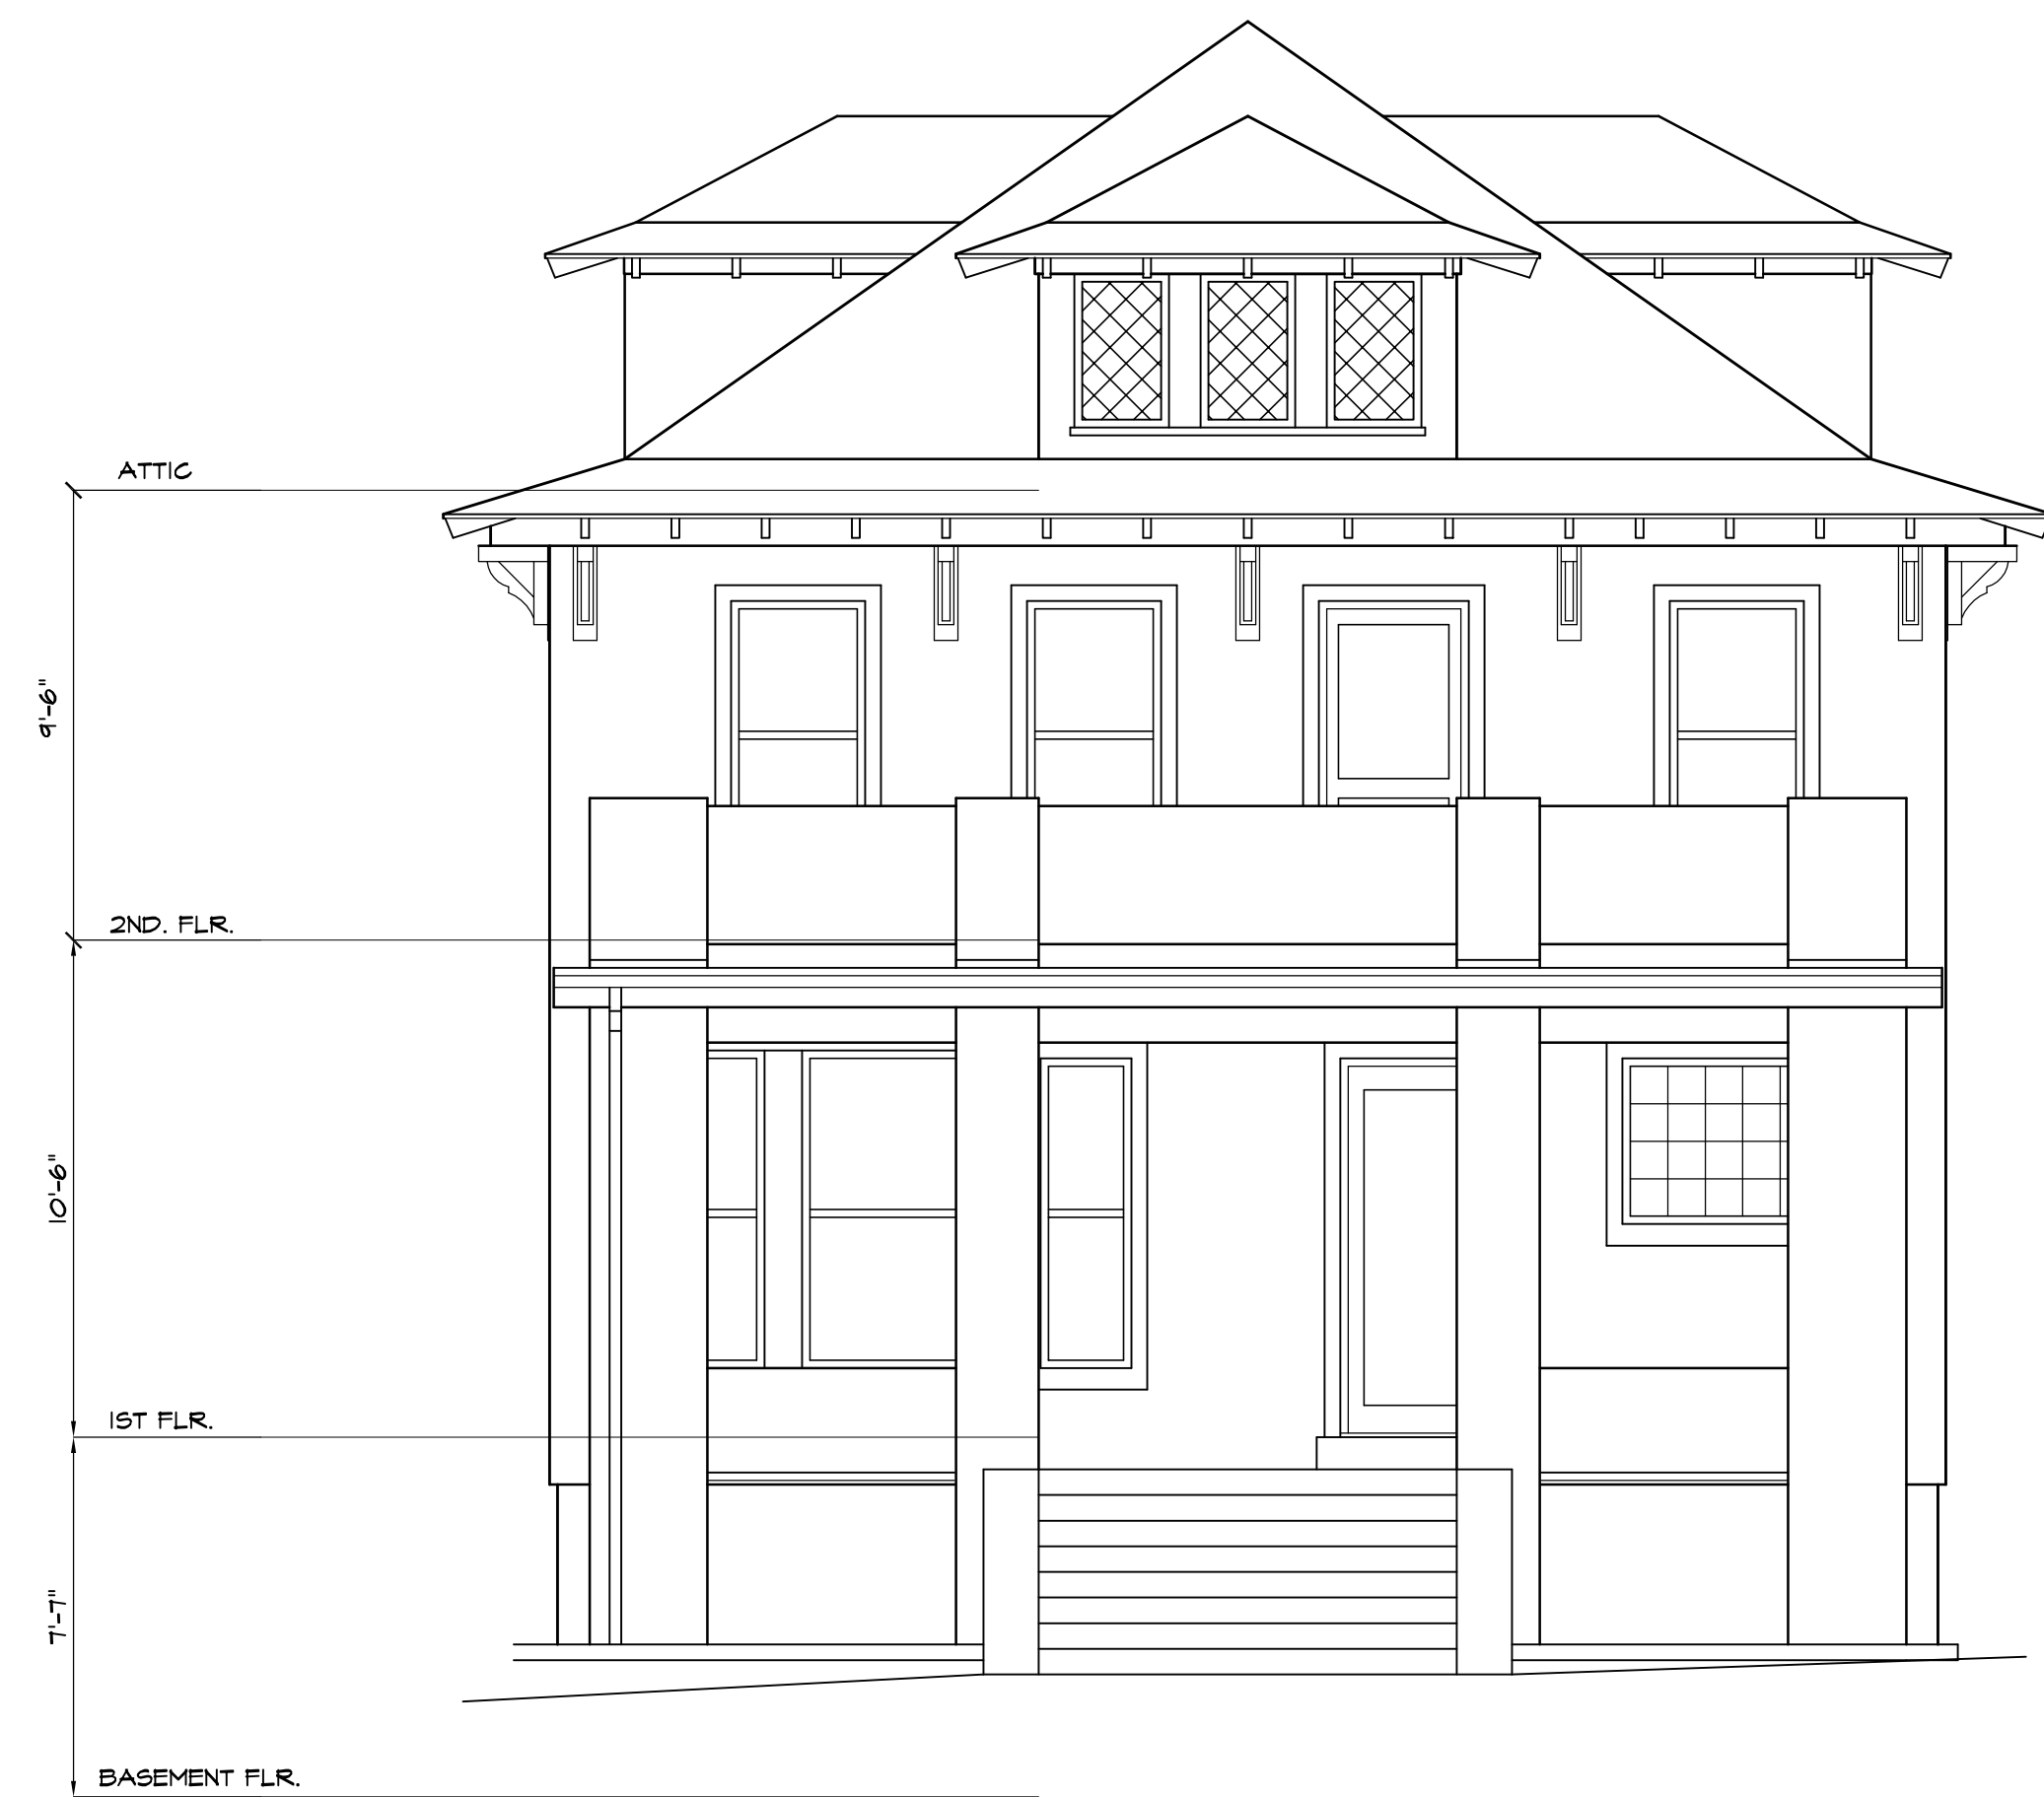 ATTIC
9'-6"
2ND. FLR.
10'-6"
1ST FLR.
7'-7"
BASEMENT FLR.